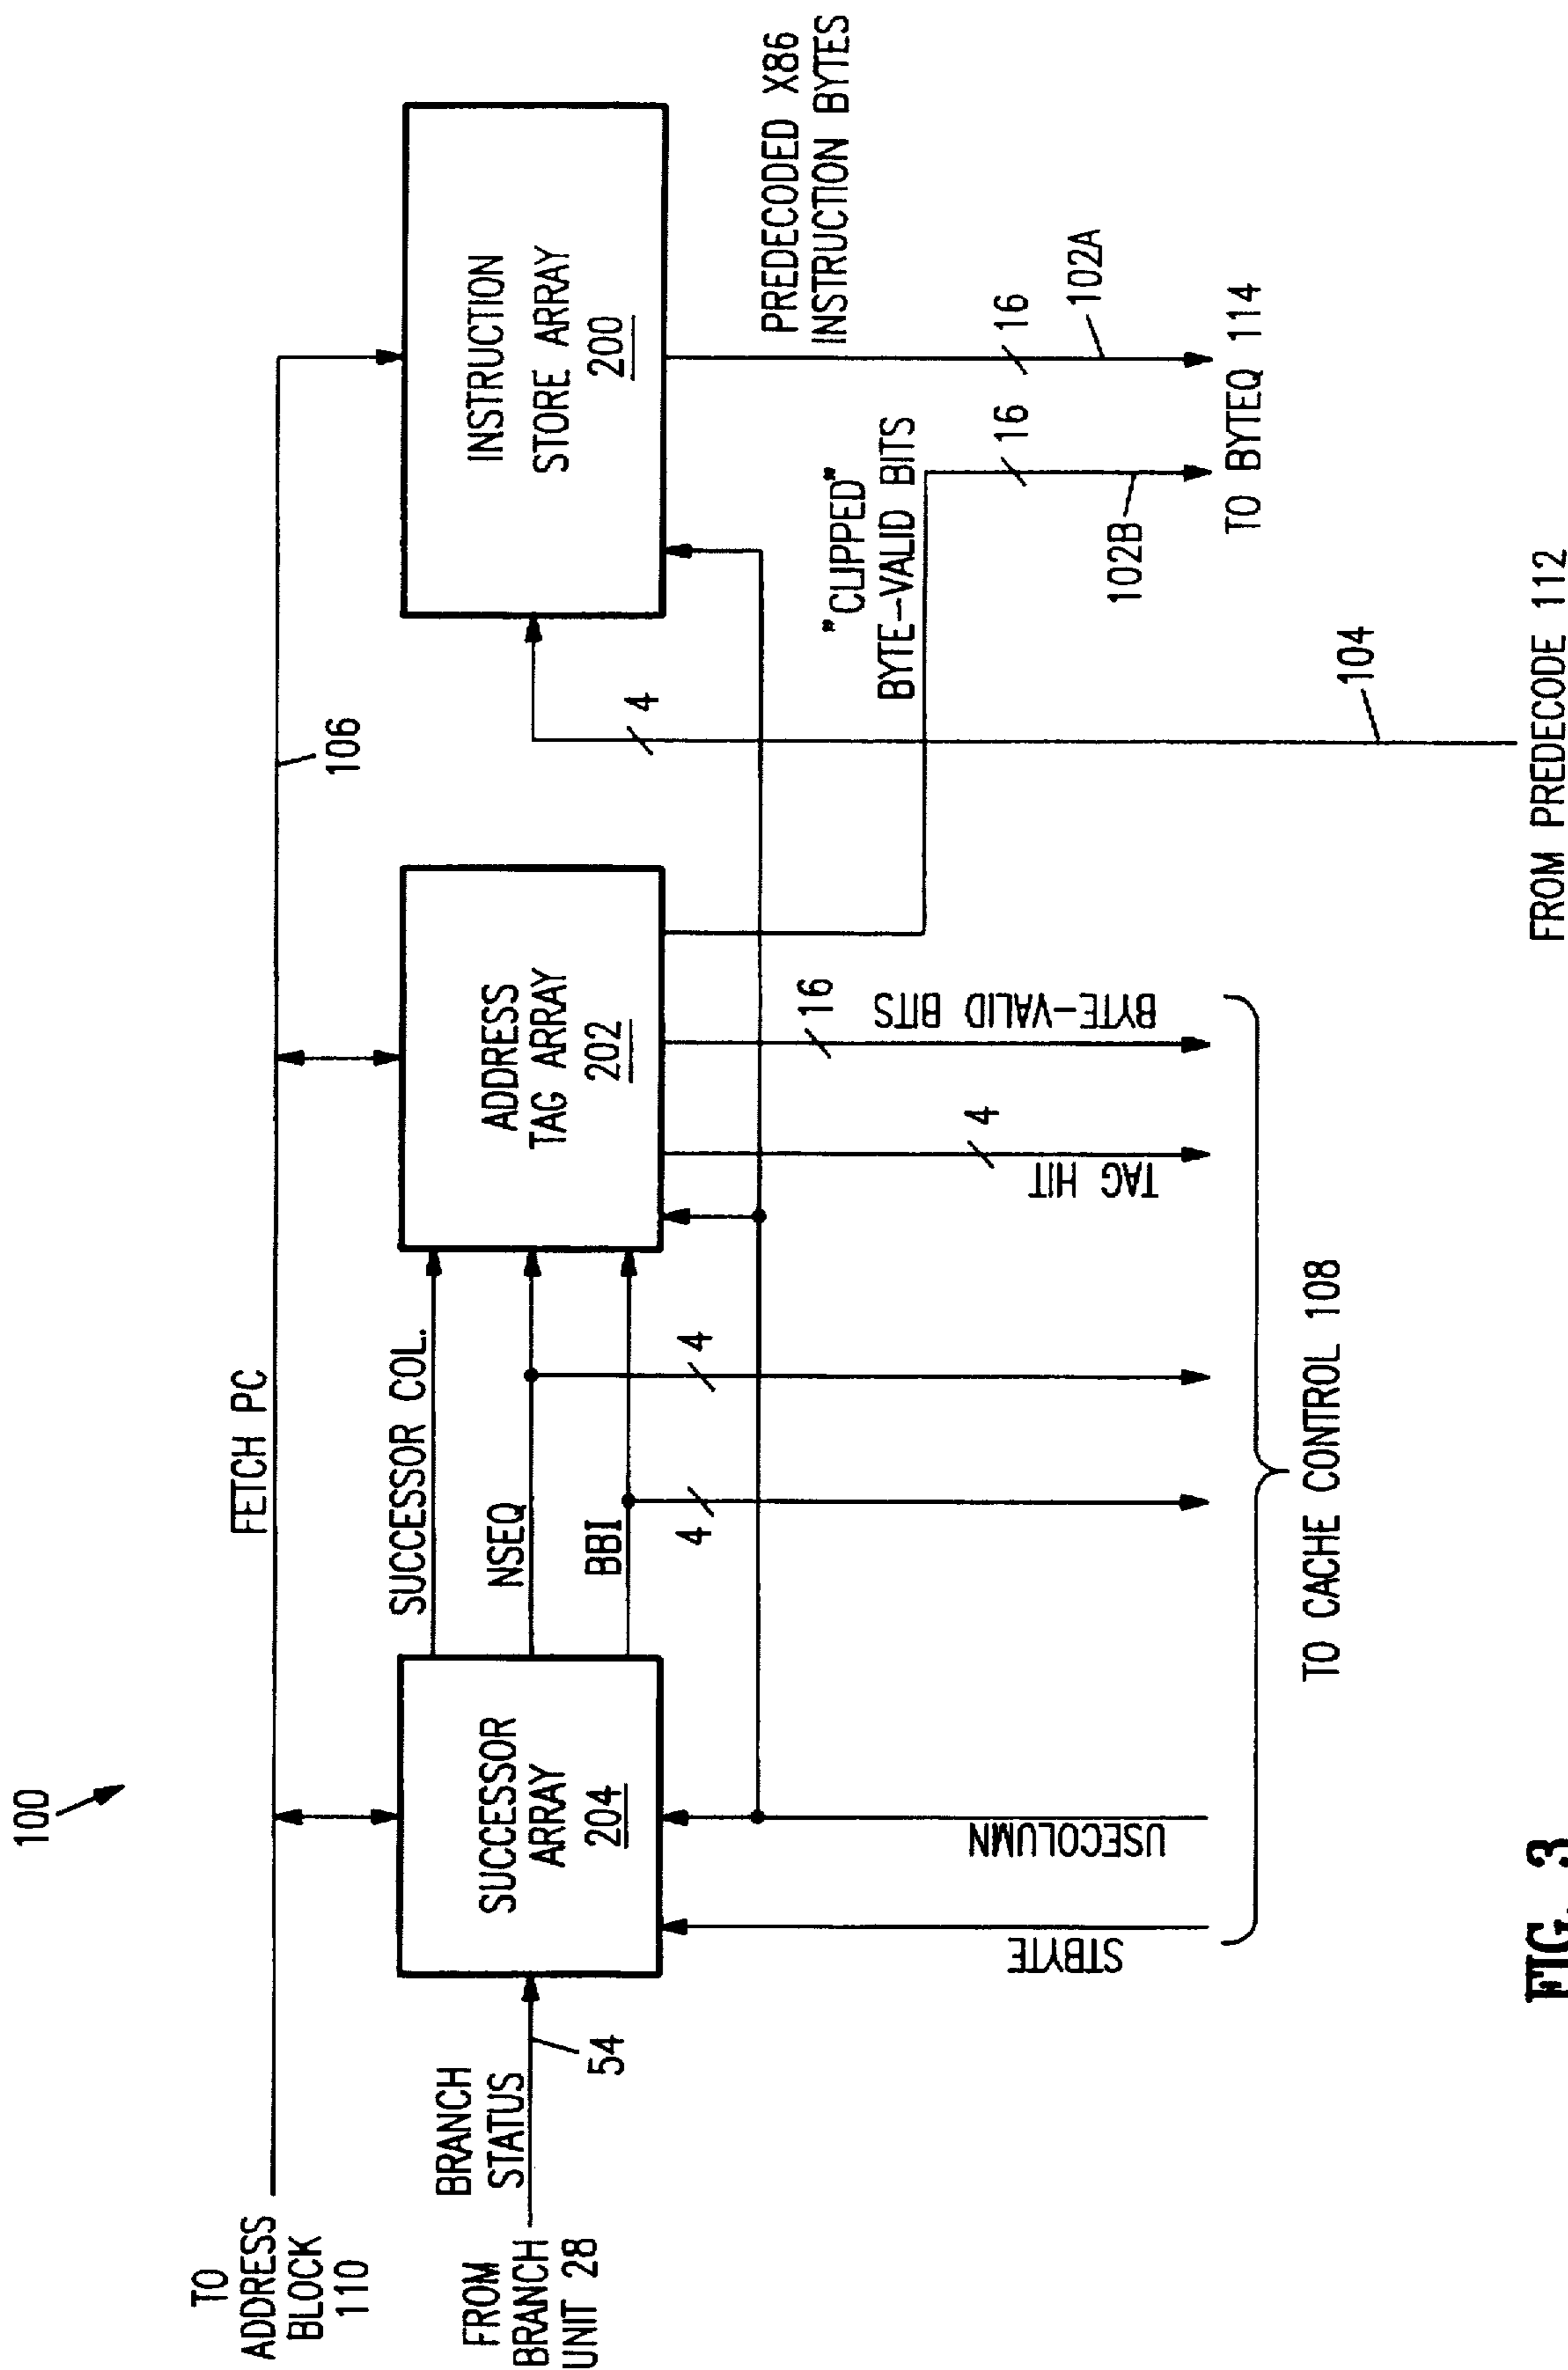 100
TO
ADDRESS
BLOCK
110
FETCH PC
106
FROM
BRANCH
UNIT 28
BRANCH
STATUS
54
SUCCESSOR
ARRAY
204
SUCCESSOR COL.
NSEQ
BBI
4
4
ADDRESS
TAG ARRAY
202
INSTRUCTION
STORE ARRAY
200
4
STBYTE
USECOLUMN
TAG HIT
4
BYTE-VALID BITS
16
"CLIPPED"
BYTE-VALID BITS
16
102B
PREDECODED X86
INSTRUCTION BYTES
16
102A
TO BYTEQ 114
TO CACHE CONTROL 108
104
FROM PREDECODE 112
FIG. 3